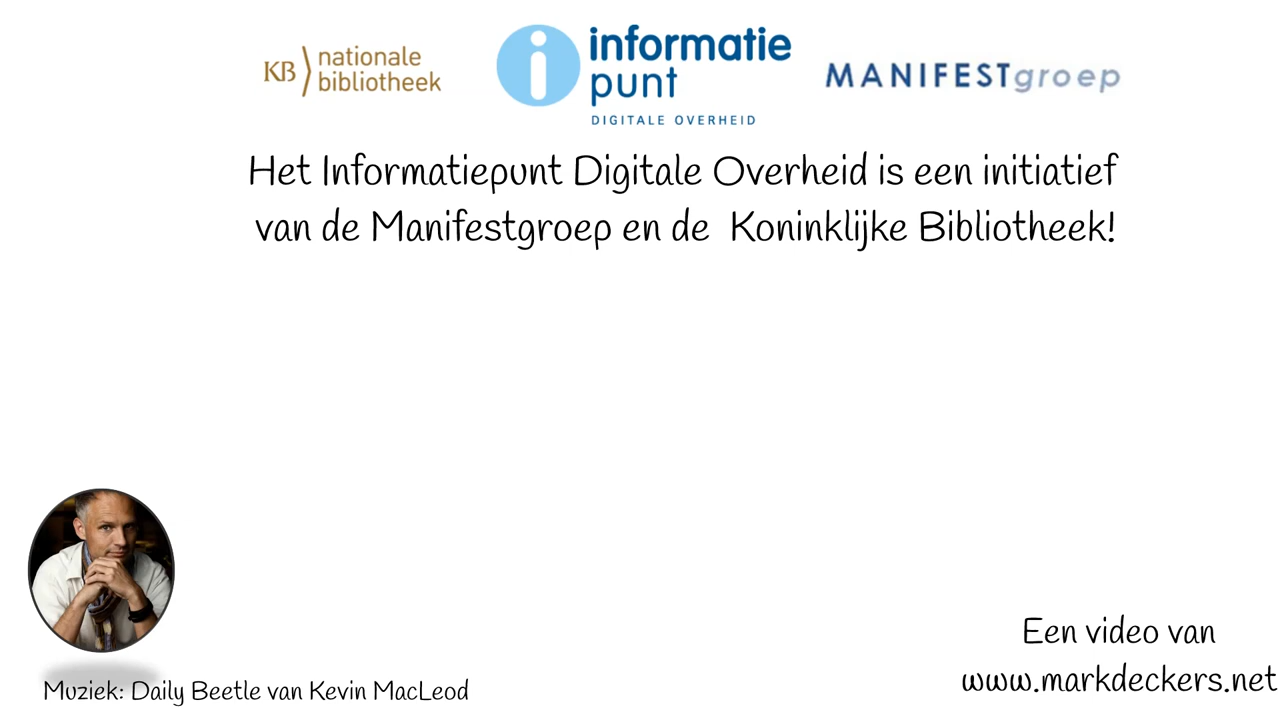 KB nationale bibliotheek
informatie punt
DIGITALE OVERHEID
MANIFESTgroep
Het Informatiepunt Digitale Overheid is een initiatief
van de Manifestgroep en de Koninklijke Bibliotheek!
Een video van
www.markdeckers.net
Muziek: Daily Beetle van Kevin MacLeod